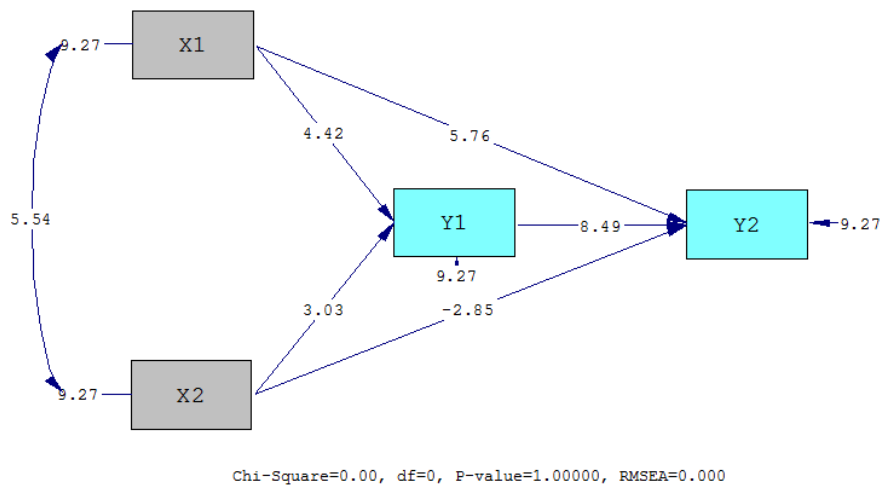 9.27
X1
4.42
5.76
5.54
Y1
8.49
Y2
9.27
9.27
3.03
-2.85
9.27
X2
Chi-Square=0.00, df=0, P-value=1.00000, RMSEA=0.000